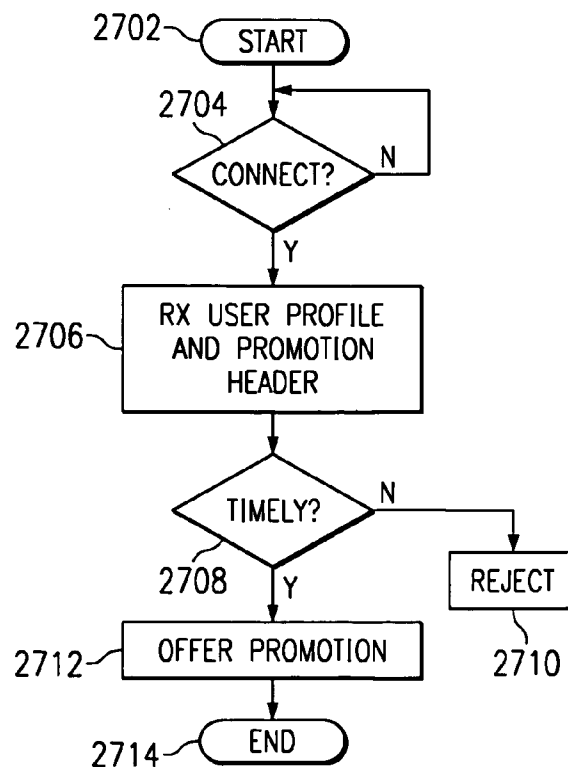 2702
START
2704
CONNECT?
N
Y
2706
RX USER PROFILE
AND PROMOTION
HEADER
TIMELY?
N
2708
Y
REJECT
2710
2712
OFFER PROMOTION
END
2714